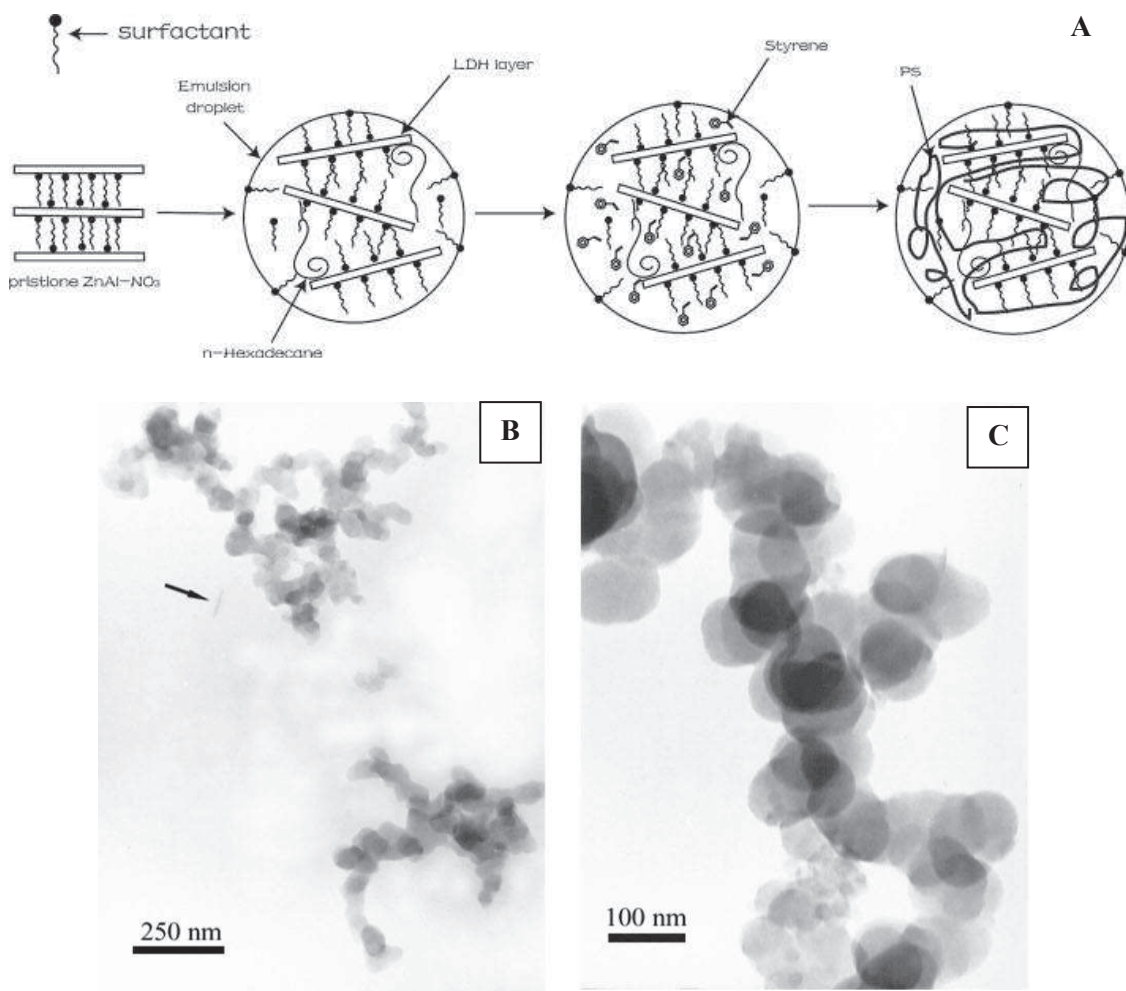 surfactant
A
Styrene
LDH layer
PS
Emulsion
droplet
pristione ZnAl-NO₃
n-Hexadecane
B
C
250 nm
100 nm